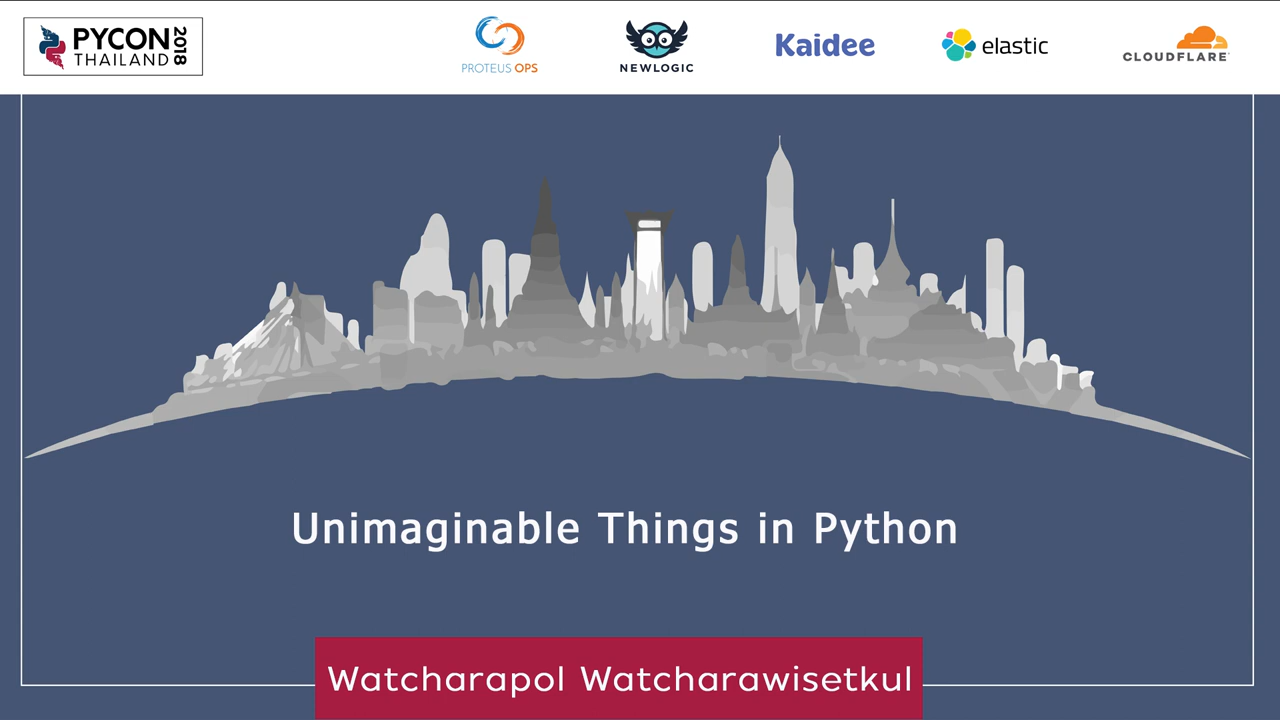 PYCON
THAILAND
2018
PROTEUS OPS
NEWLOGIC
Kaidee
elastic
CLOUDFLARE
Unimaginable Things in Python
Watcharapol Watcharawisetkul